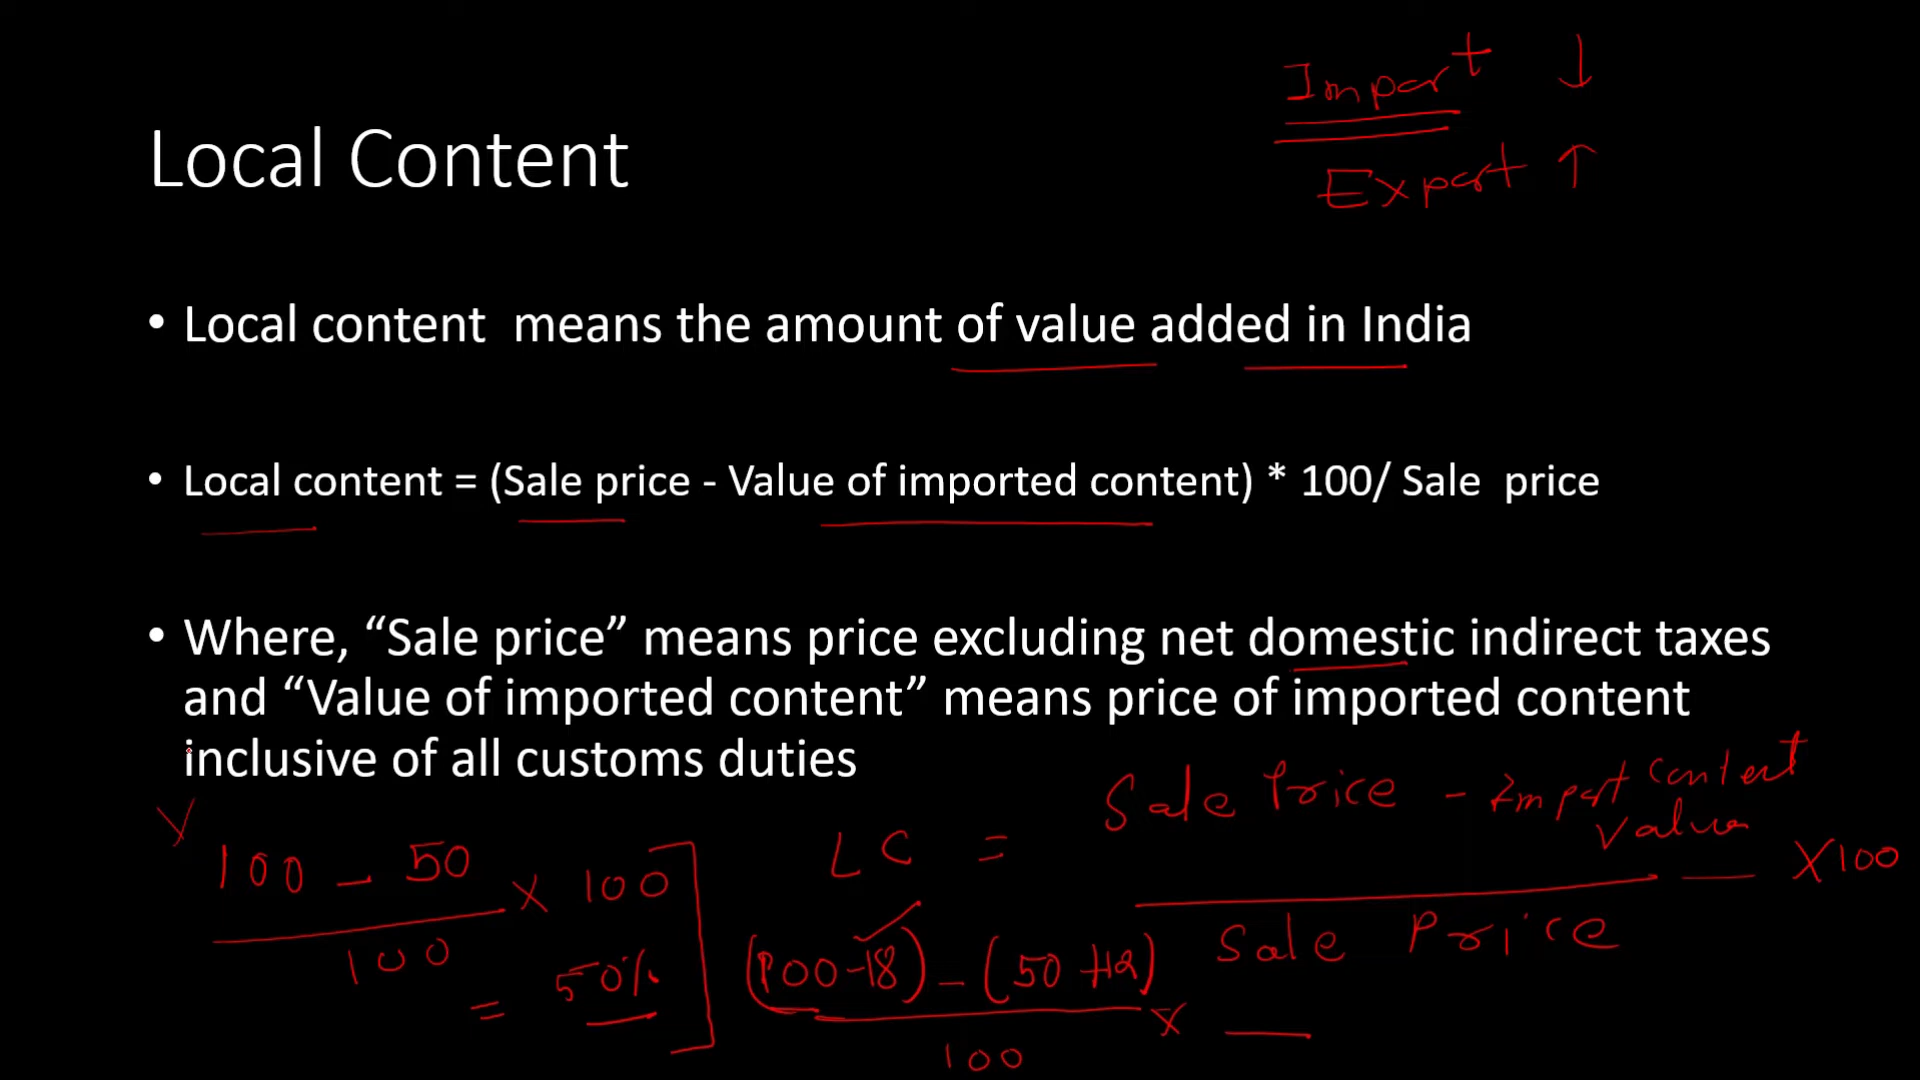 Import ↓
Export ↑
Local Content
• Local content means the amount of value added in India
• Local content = (Sale price - Value of imported content) * 100/ Sale price
• Where, “Sale price” means price excluding net domestic indirect taxes
and “Value of imported content” means price of imported content
inclusive of all customs duties
LC = Sale Price - Import Content
Value
X100
Sale Price
100 - 50 X 100
100
= 50%
(100-18) - (50 +12) X
100